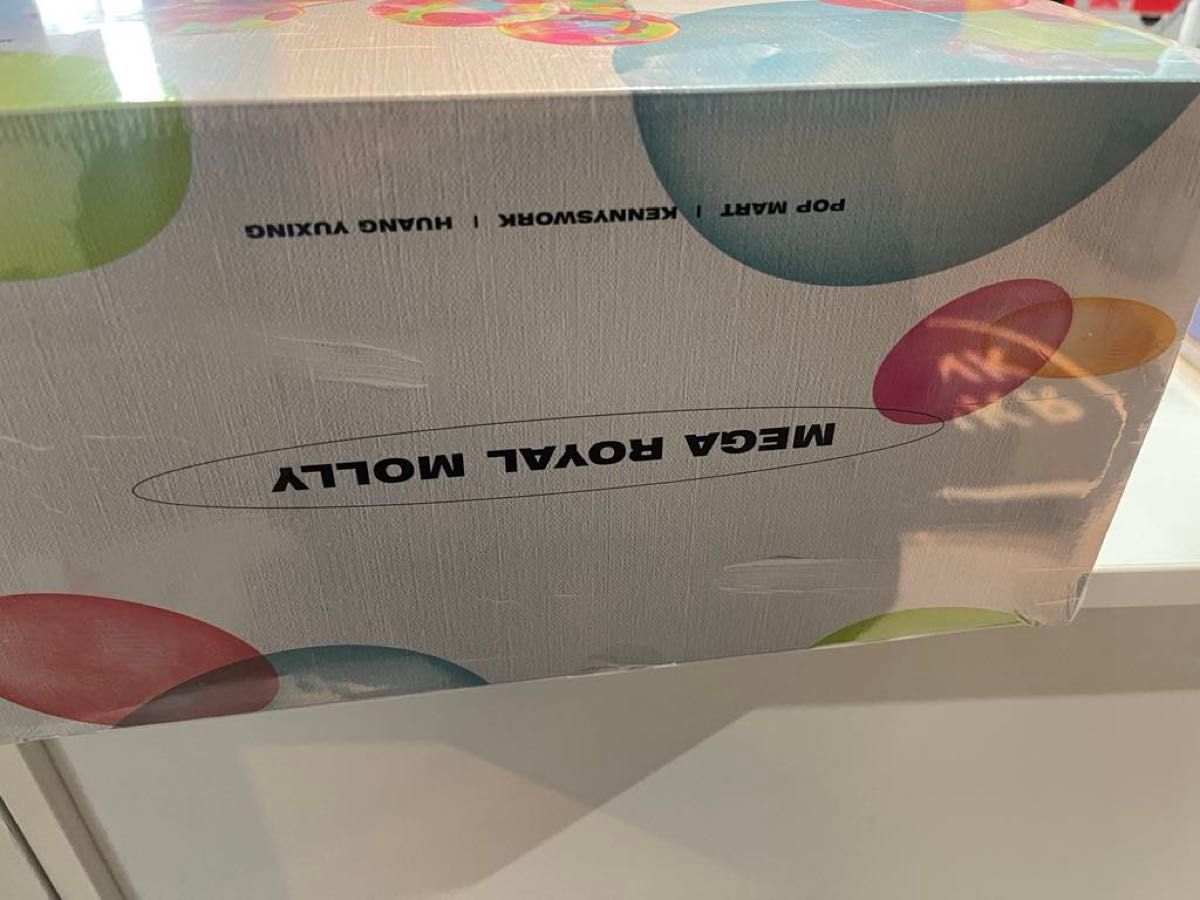 MEGA ROYAL MOLLY
POP MART | KENNYSWORK | HUANG YUXING